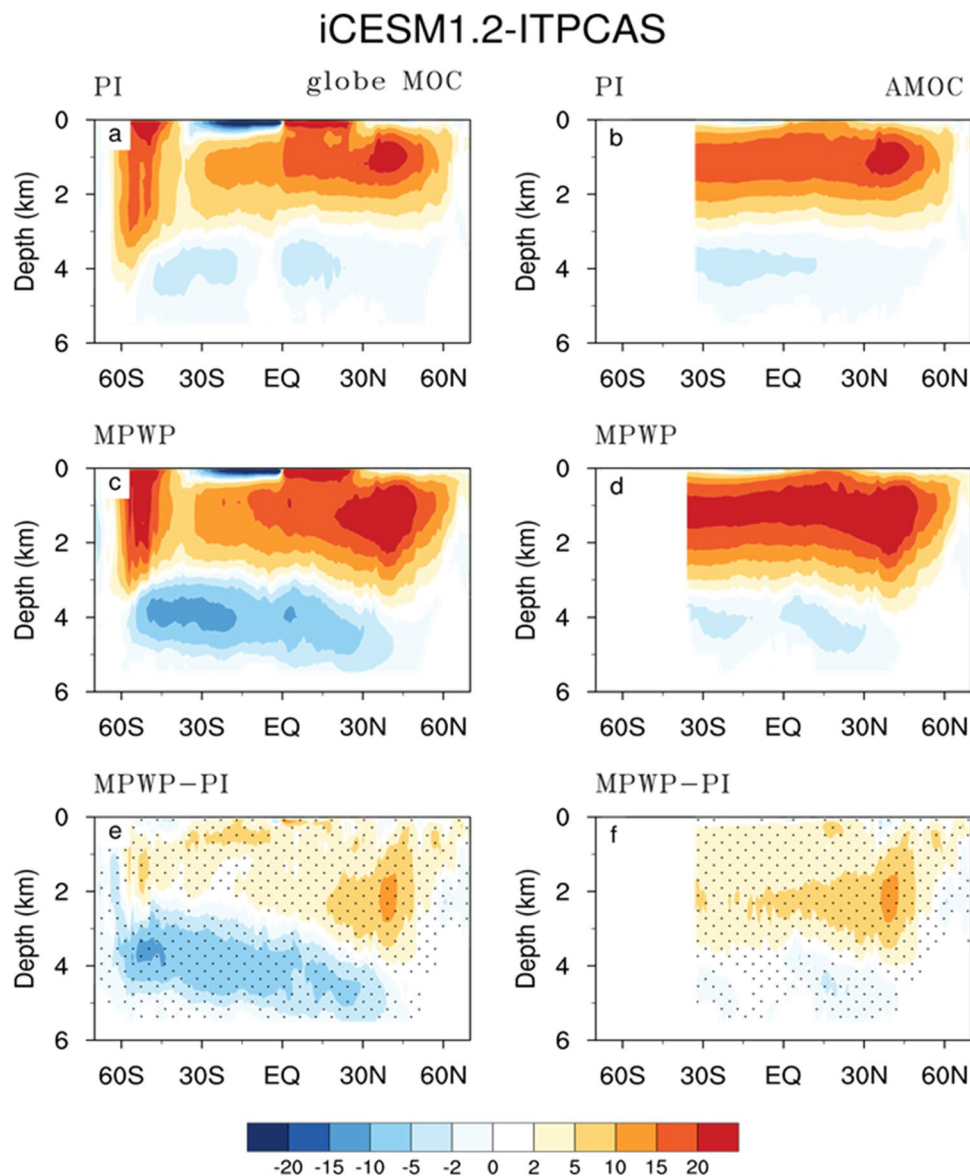 iCESM1.2-ITPCAS
PI globe MOC PI AMOC
a b
0 0
2 2
4 4
6 6
Depth (km) Depth (km)
60S 30S EQ 30N 60N 60S 30S EQ 30N 60N
MPWP MPWP
c d
0 0
2 2
4 4
6 6
Depth (km) Depth (km)
60S 30S EQ 30N 60N 60S 30S EQ 30N 60N
MPWP-PI MPWP-PI
e f
0 0
2 2
4 4
6 6
Depth (km) Depth (km)
60S 30S EQ 30N 60N 60S 30S EQ 30N 60N
-20 -15 -10 -5 -2 0 2 5 10 15 20